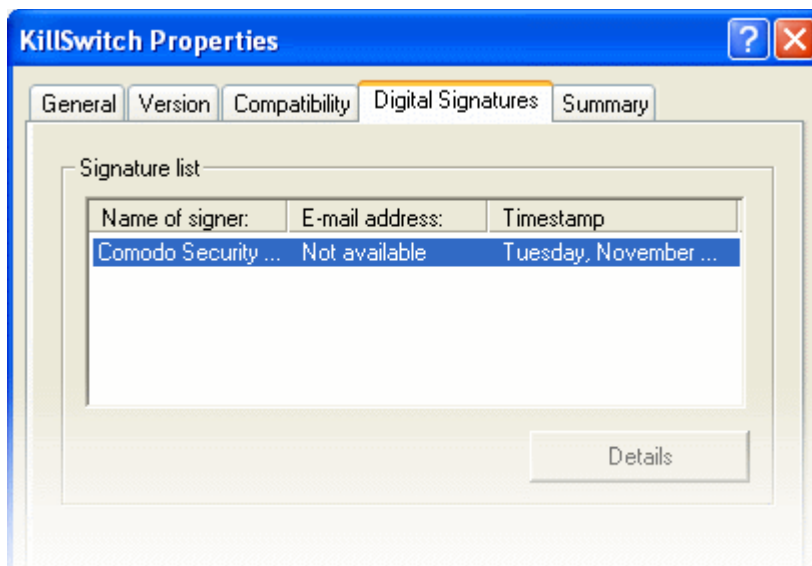 KillSwitch Properties
General Version Compatibility Digital Signatures Summary
Signature list
Name of signer: E-mail address: Timestamp
Comodo Security ... Not available Tuesday, November ...
Details